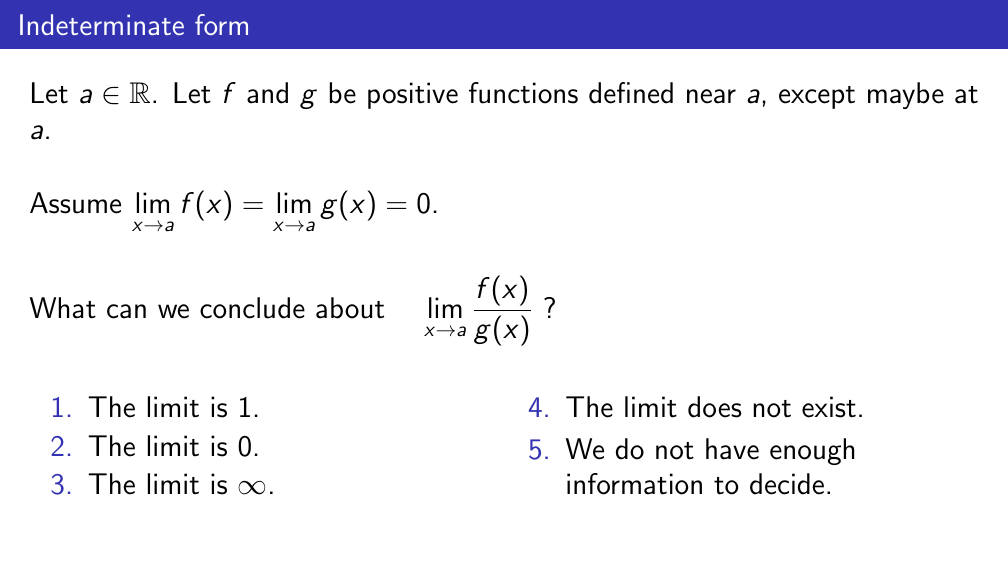 Indeterminate form
Let a ∈ ℝ. Let f and g be positive functions defined near a, except maybe at
a.
Assume lim_{x→a} f(x) = lim_{x→a} g(x) = 0.
What can we conclude about lim_{x→a} f(x)/g(x) ?
1. The limit is 1.
2. The limit is 0.
3. The limit is ∞.
4. The limit does not exist.
5. We do not have enough
information to decide.